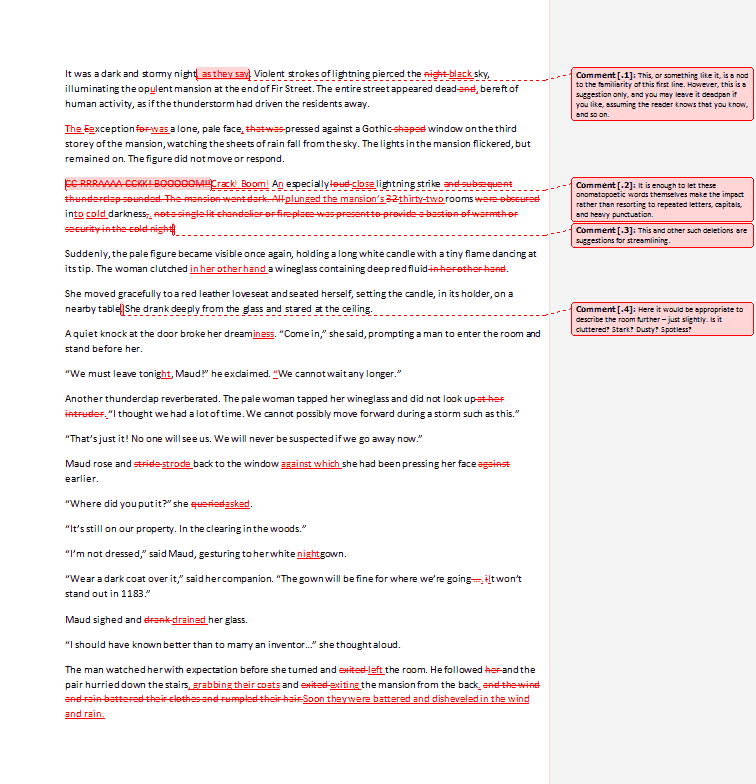 It was a dark and stormy night, as they say. Violent strokes of lightning pierced the night black sky,
illuminating the opulent mansion at the end of Fir Street. The entire street appeared dead and, bereft of
human activity, as if the thunderstorm had driven the residents away.
The Eexception for was a lone, pale face, that was pressed against a Gothic shaped window on the third
storey of the mansion, watching the sheets of rain fall from the sky. The lights in the mansion flickered, but
remained on. The figure did not move or respond.
CC RRRAAAA CCKK! BOOOOOM!!Crack! Boom! An especially loud close lightning strike and subsequent
thunderclap sounded. The mansion went dark. All plunged the mansion's 32 thirty-two rooms were obscured
into cold darkness., not a single lit chandelier or fireplace was present to provide a bastion of warmth or
security in the cold night.
Suddenly, the pale figure became visible once again, holding a long white candle with a tiny flame dancing at
its tip. The woman clutched in her other hand a wineglass containing deep red fluid in her other hand.
She moved gracefully to a red leather loveseat and seated herself, setting the candle, in its holder, on a
nearby table. She drank deeply from the glass and stared at the ceiling.
A quiet knock at the door broke her dreaminess. “Come in,” she said, prompting a man to enter the room and
stand before her.
“We must leave tonight, Maud!” he exclaimed. “We cannot wait any longer.”
Another thunderclap reverberated. The pale woman tapped her wineglass and did not look up at her
intruder. “I thought we had a lot of time. We cannot possibly move forward during a storm such as this.”
“That’s just it! No one will see us. We will never be suspected if we go away now.”
Maud rose and stride strode back to the window against which she had been pressing her face against
earlier.
“Where did you put it?” she queried asked.
“It’s still on our property. In the clearing in the woods.”
“I’m not dressed,” said Maud, gesturing to her white nightgown.
“Wear a dark coat over it,” said her companion. “The gown will be fine for where we’re going…. iIt won’t
stand out in 1183.”
Maud sighed and drank drained her glass.
“I should have known better than to marry an inventor…” she thought aloud.
The man watched her with expectation before she turned and exited left the room. He followed her and the
pair hurried down the stairs, grabbing their coats and exited exiting the mansion from the back. and the wind
and rain battered their clothes and rumpled their hair.Soon they were battered and disheveled in the wind
and rain.
Comment [.1]: This, or something like it, is a nod
to the familiarity of this first line. However, this is a
suggestion only, and you may leave it deadpan if
you like, assuming the reader knows that you know,
and so on.
Comment [.2]: It is enough to let these
onomatopoetic words themselves make the impact
rather than resorting to repeated letters, capitals,
and heavy punctuation.
Comment [.3]: This and other such deletions are
suggestions for streamlining.
Comment [.4]: Here it would be appropriate to
describe the room further – just slightly. Is it
cluttered? Stark? Dusty? Spotless?